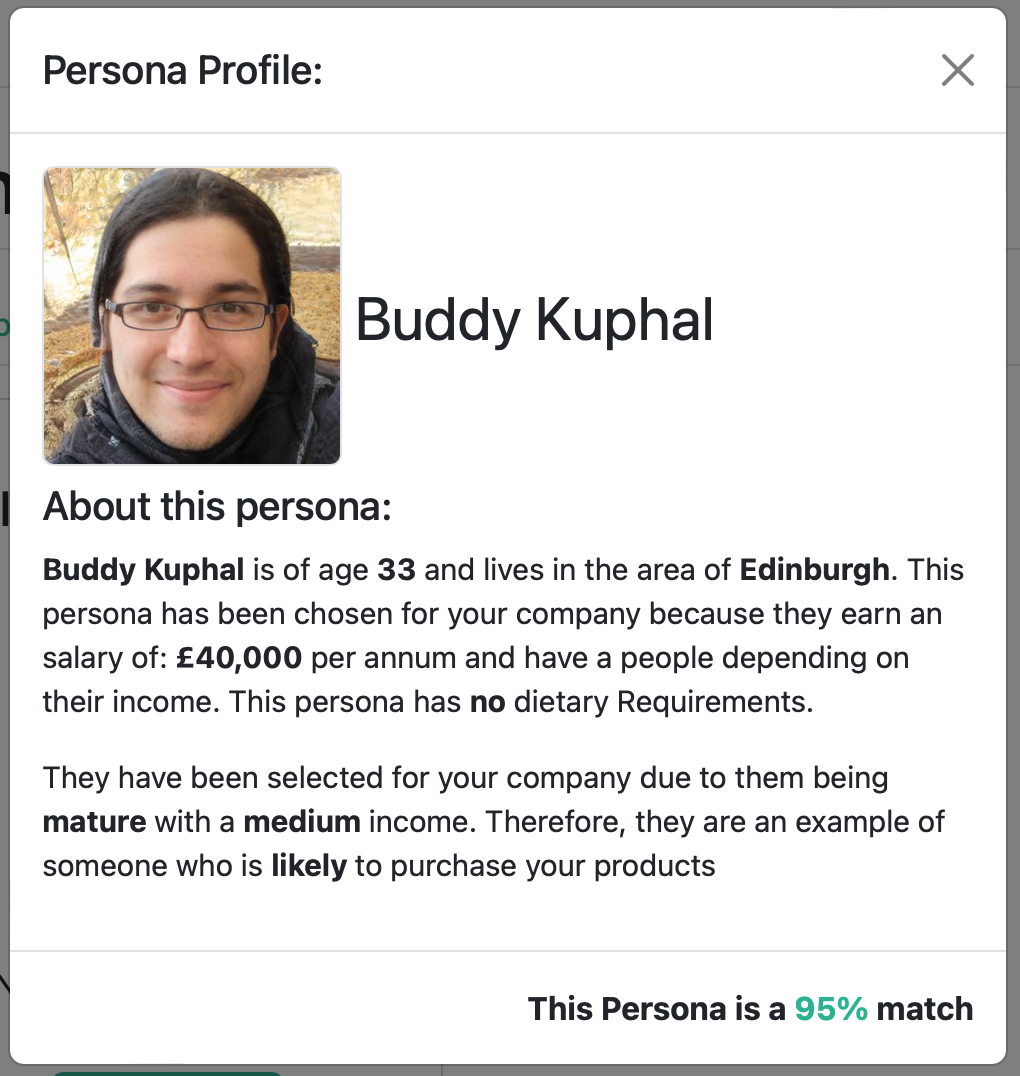 Persona Profile:
Buddy Kuphal
About this persona:
Buddy Kuphal is of age 33 and lives in the area of Edinburgh. This
persona has been chosen for your company because they earn an
salary of: £40,000 per annum and have a people depending on
their income. This persona has no dietary Requirements.
They have been selected for your company due to them being
mature with a medium income. Therefore, they are an example of
someone who is likely to purchase your products
This Persona is a 95% match